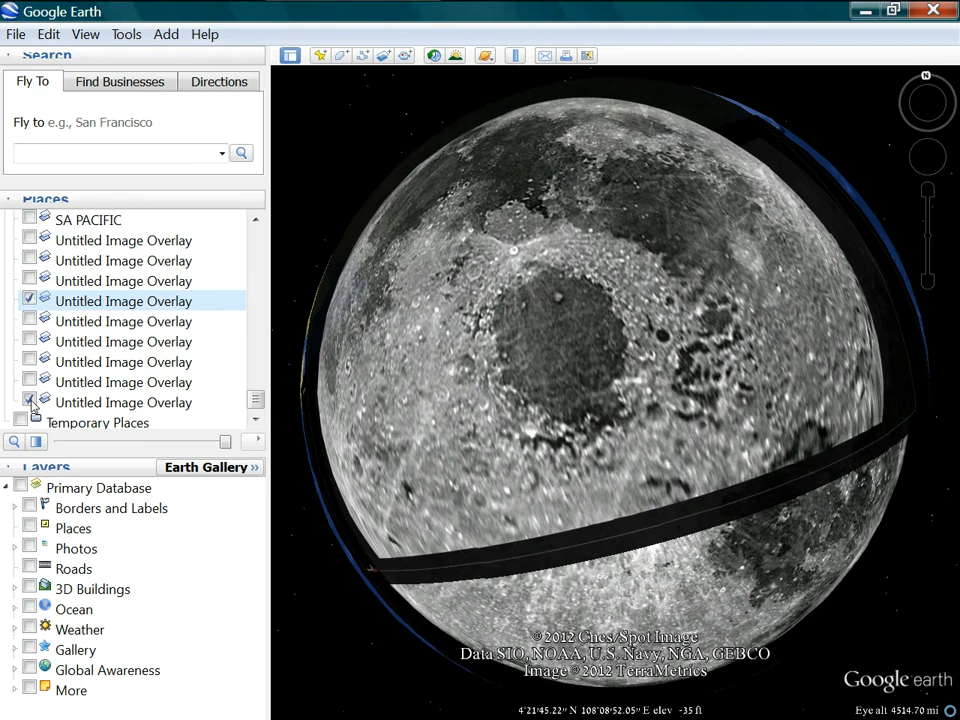 Google Earth
File Edit View Tools Add Help
Search
Fly To Find Businesses Directions
Fly to e.g., San Francisco
Places
SA PACIFIC
Untitled Image Overlay
Untitled Image Overlay
Untitled Image Overlay
Untitled Image Overlay
Untitled Image Overlay
Untitled Image Overlay
Untitled Image Overlay
Untitled Image Overlay
Untitled Image Overlay
Temporary Places
Layers Earth Gallery »
Primary Database
Borders and Labels
Places
Photos
Roads
3D Buildings
Ocean
Weather
Gallery
Global Awareness
More
N
© 2012 Cnes/Spot Image
Data SIO, NOAA, U.S. Navy, NGA, GEBCO
Image © 2012 TerraMetrics
Google earth
4°21'45.22" N 108°08'52.05" E elev -35 ft Eye alt 4514.70 mi